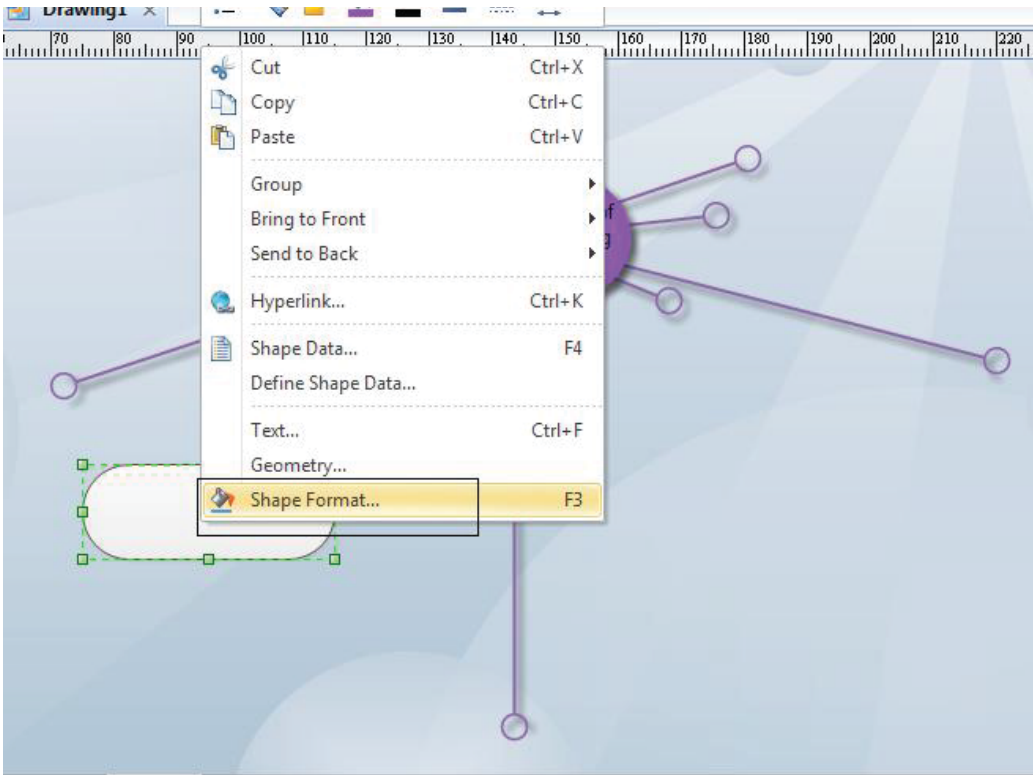 Drawing1
70 80 90 100 110 120 130 140 150 160 170 180 190 200 210 220
Cut Ctrl+X
Copy Ctrl+C
Paste Ctrl+V
Group
Bring to Front
Send to Back
Hyperlink... Ctrl+K
Shape Data... F4
Define Shape Data...
Text... Ctrl+F
Geometry...
Shape Format... F3